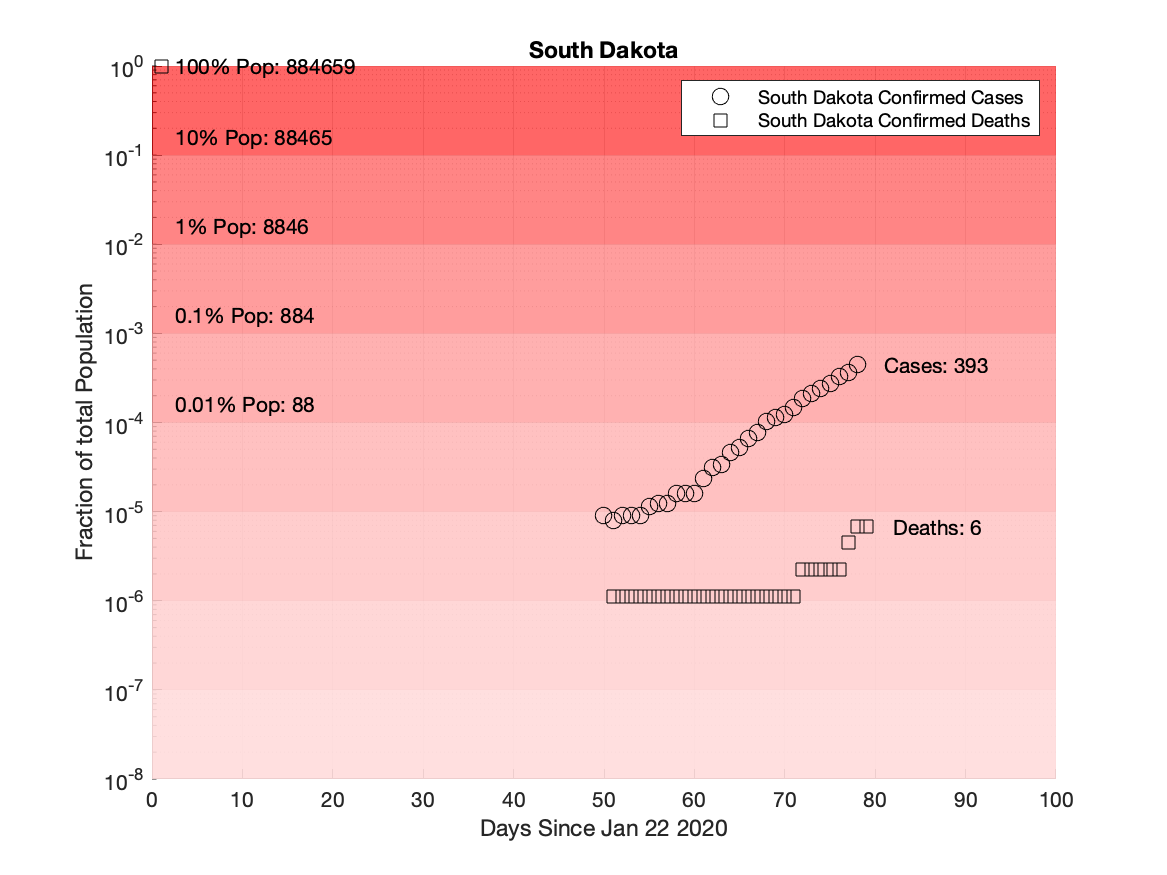 South Dakota
10^0
100% Pop: 884659
South Dakota Confirmed Cases
South Dakota Confirmed Deaths
10% Pop: 88465
10^-1
1% Pop: 8846
10^-2
0.1% Pop: 884
10^-3
Cases: 393
0.01% Pop: 88
10^-4
10^-5
Deaths: 6
10^-6
10^-7
10^-8
Fraction of total Population
0 10 20 30 40 50 60 70 80 90 100
Days Since Jan 22 2020